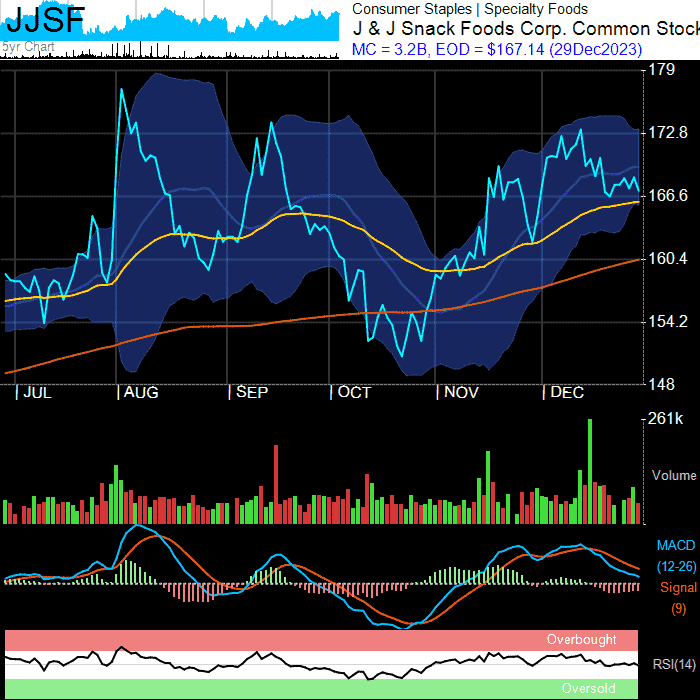 JJSF
5yr Chart
Consumer Staples | Specialty Foods
J & J Snack Foods Corp. Common Stock
MC = 3.2B, EOD = $167.14 (29Dec2023)
179
172.8
166.6
160.4
154.2
148
| JUL | AUG | SEP | OCT | NOV | DEC
261k
Volume
MACD
(12-26)
Signal
(9)
Overbought
RSI(14)
Oversold